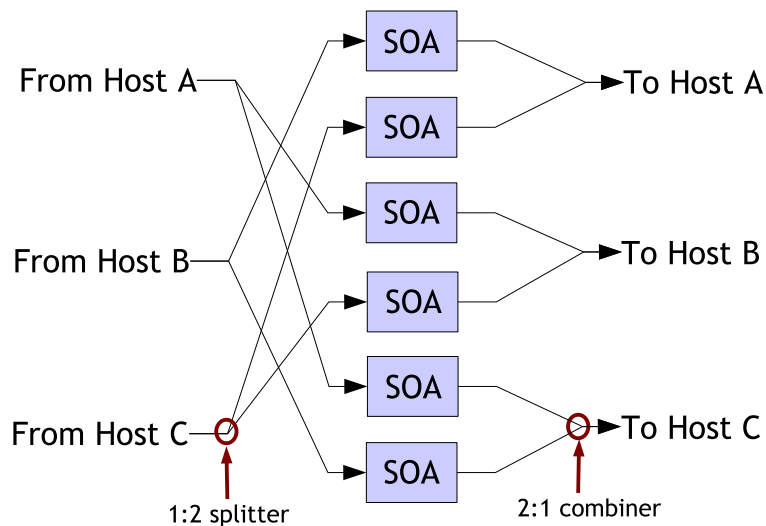 SOA
From Host A
To Host A
SOA
SOA
From Host B
To Host B
SOA
SOA
From Host C
To Host C
SOA
1:2 splitter
2:1 combiner